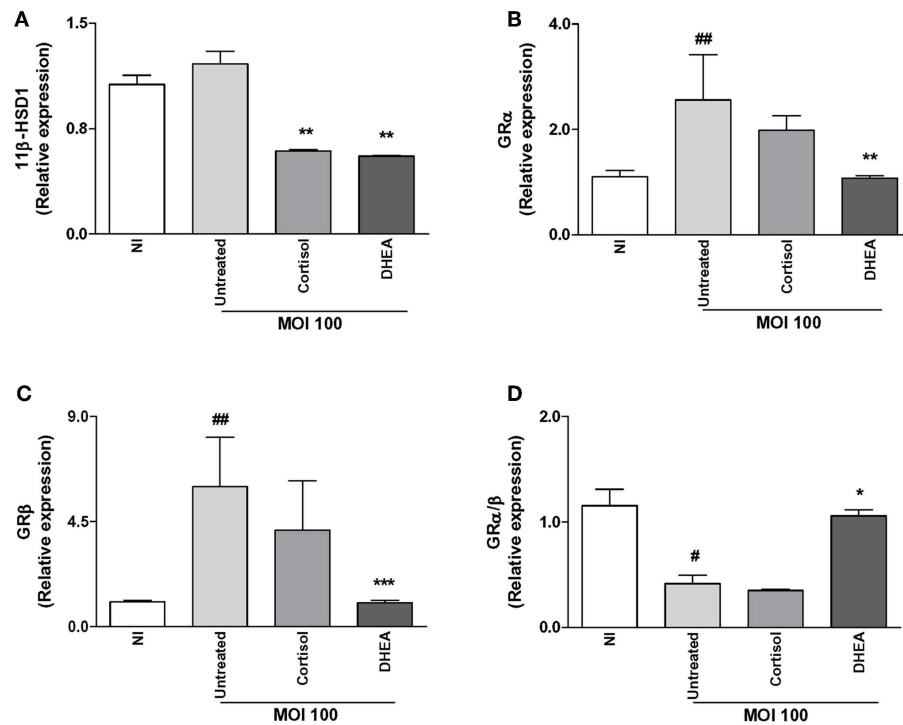 A
11β-HSD1
(Relative expression)
1.5
0.8
0.0
**
**
NI
Untreated
Cortisol
DHEA
MOI 100
B
GRα
(Relative expression)
4.0
2.0
0.0
##
**
NI
Untreated
Cortisol
DHEA
MOI 100
C
GRβ
(Relative expression)
9.0
4.5
0.0
##
***
NI
Untreated
Cortisol
DHEA
MOI 100
D
GRα/β
(Relative expression)
2.0
1.0
0.0
#
*
NI
Untreated
Cortisol
DHEA
MOI 100